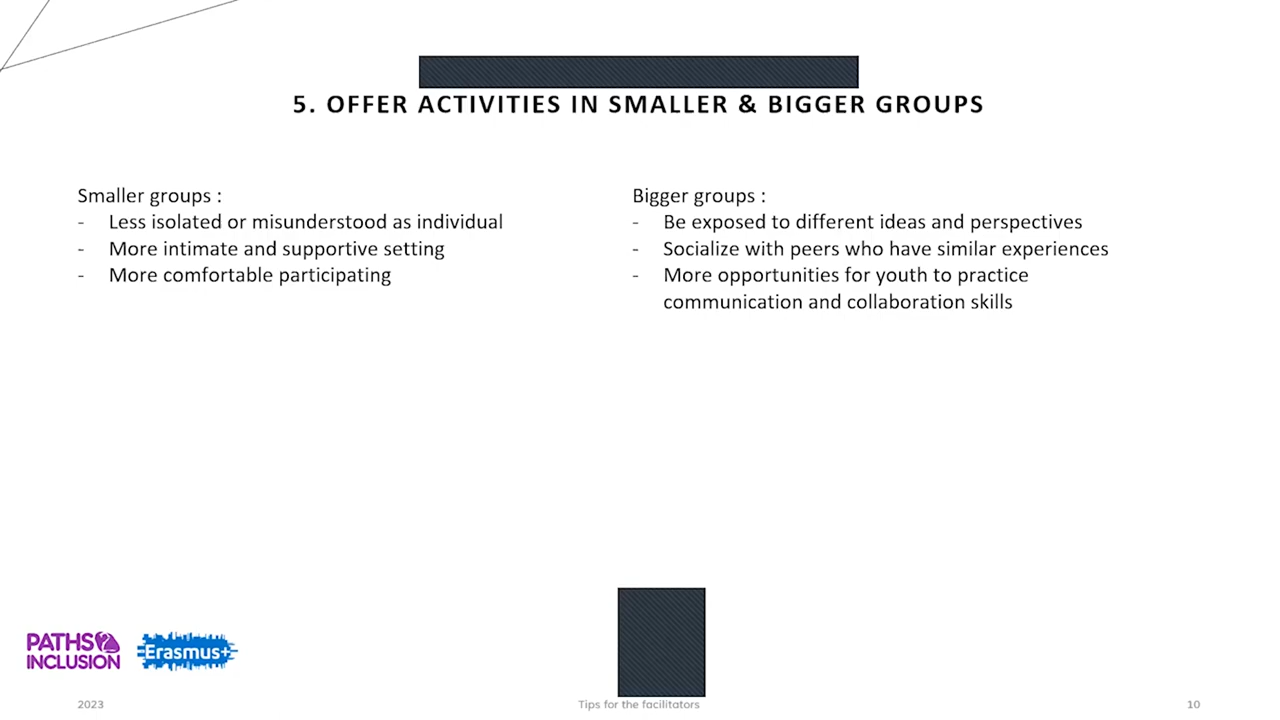 5. OFFER ACTIVITIES IN SMALLER & BIGGER GROUPS
Smaller groups :
- Less isolated or misunderstood as individual
- More intimate and supportive setting
- More comfortable participating
Bigger groups :
- Be exposed to different ideas and perspectives
- Socialize with peers who have similar experiences
- More opportunities for youth to practice
communication and collaboration skills
PATHS2
INCLUSION
Erasmus+
2023
Tips for the facilitators
10